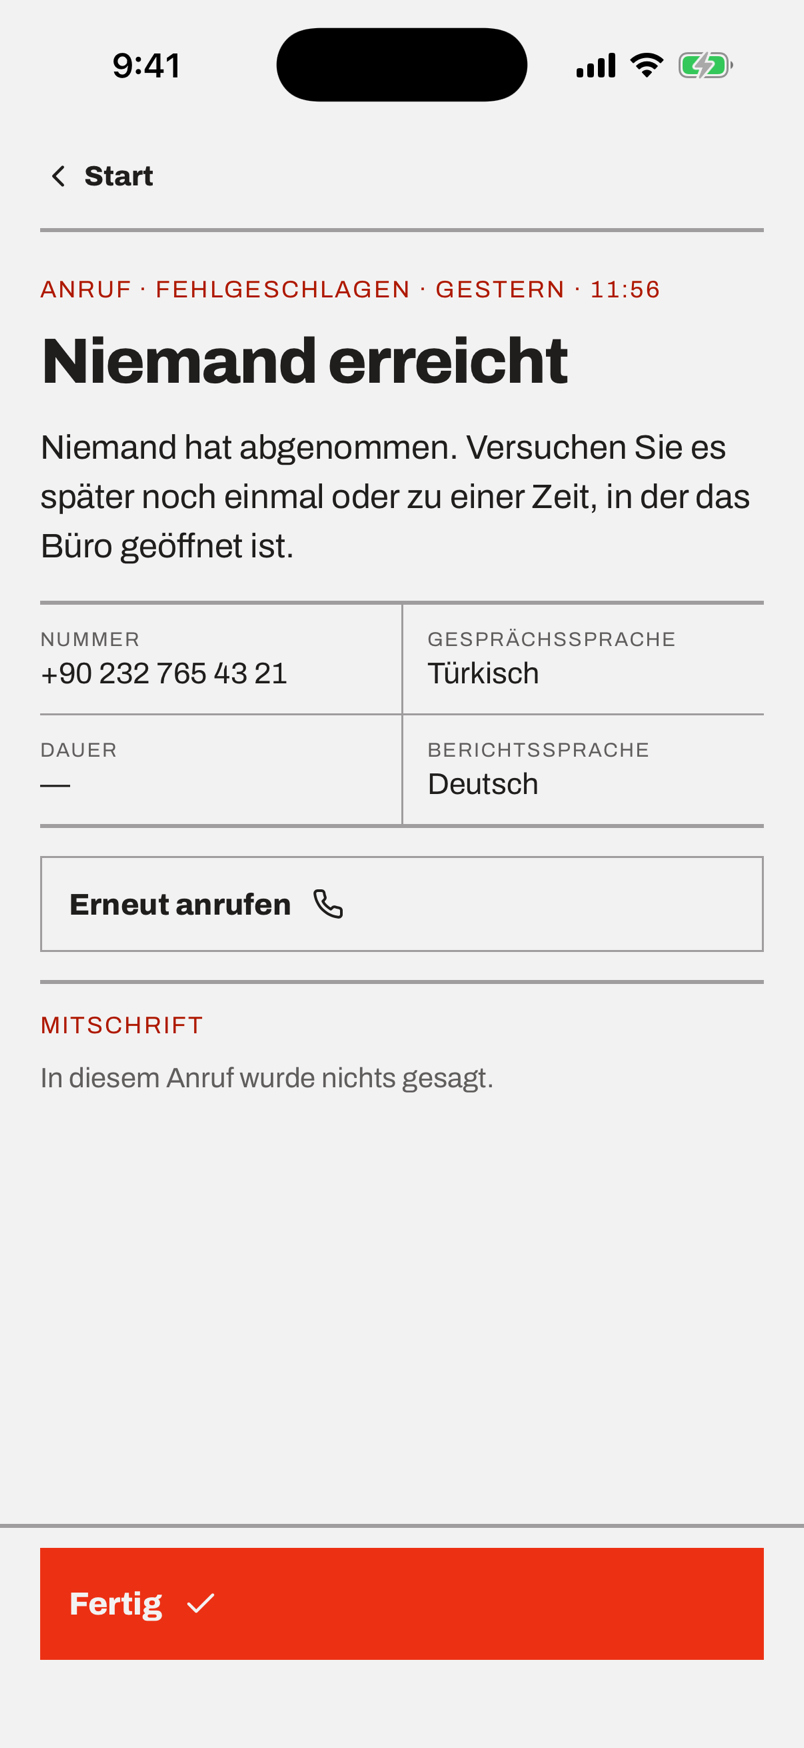 9:41
Start
ANRUF · FEHLGESCHLAGEN · GESTERN · 11:56
Niemand erreicht
Niemand hat abgenommen. Versuchen Sie es
später noch einmal oder zu einer Zeit, in der das
Büro geöffnet ist.
NUMMER
+90 232 765 43 21
GESPRÄCHSSPRACHE
Türkisch
DAUER
—
BERICHTSSPRACHE
Deutsch
Erneut anrufen
MITSCHRIFT
In diesem Anruf wurde nichts gesagt.
Fertig